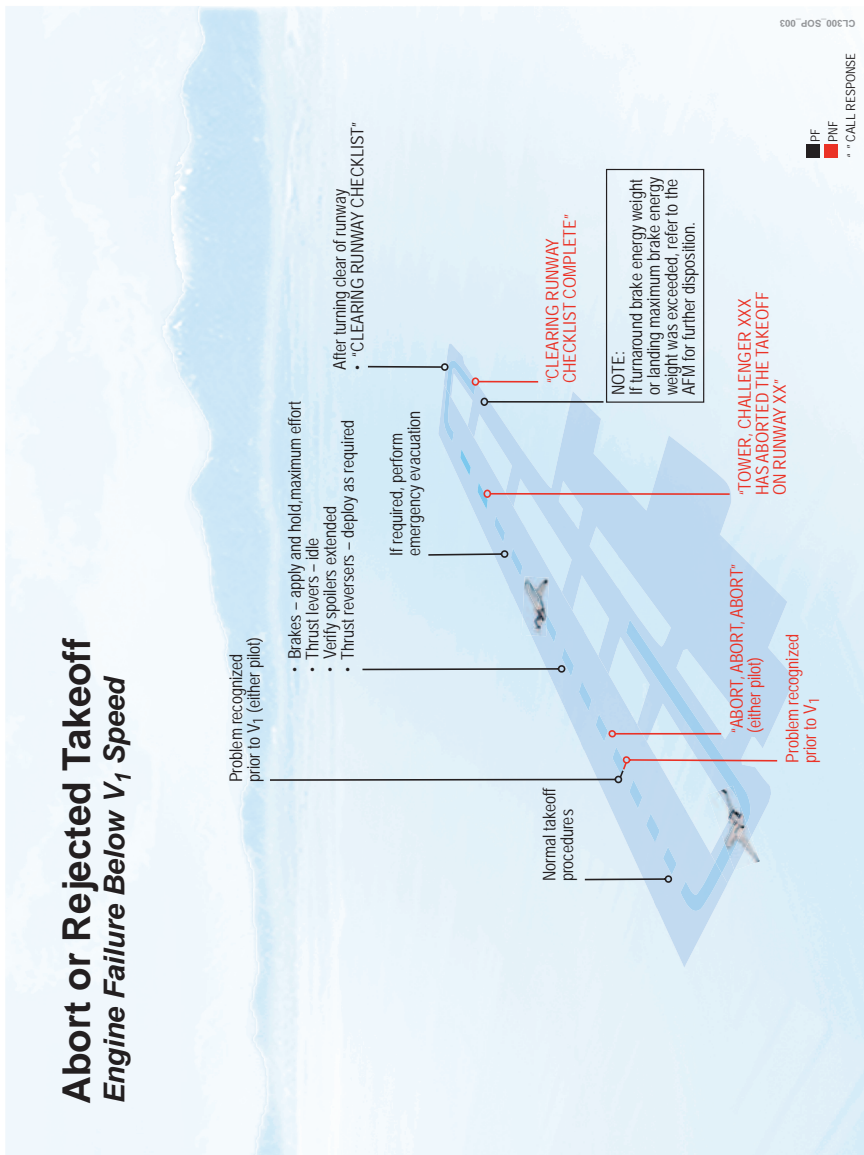 Abort or Rejected Takeoff
Engine Failure Below V1 Speed
Normal takeoff
procedures
Problem recognized
prior to V1 (either pilot)
• Brakes – apply and hold, maximum effort
• Thrust levers – idle
• Verify spoilers extended
• Thrust reversers – deploy as required
If required, perform
emergency evacuation
After turning clear of runway
• “CLEARING RUNWAY CHECKLIST”
Problem recognized
prior to V1
“ABORT, ABORT, ABORT”
(either pilot)
“TOWER, CHALLENGER XXX
HAS ABORTED THE TAKEOFF
ON RUNWAY XX”
“CLEARING RUNWAY
CHECKLIST COMPLETE”
NOTE:
If turnaround brake energy weight
or landing maximum brake energy
weight was exceeded, refer to the
AFM for further disposition.
PF
PNF
“ ” CALL RESPONSE
CL300_SOP_003